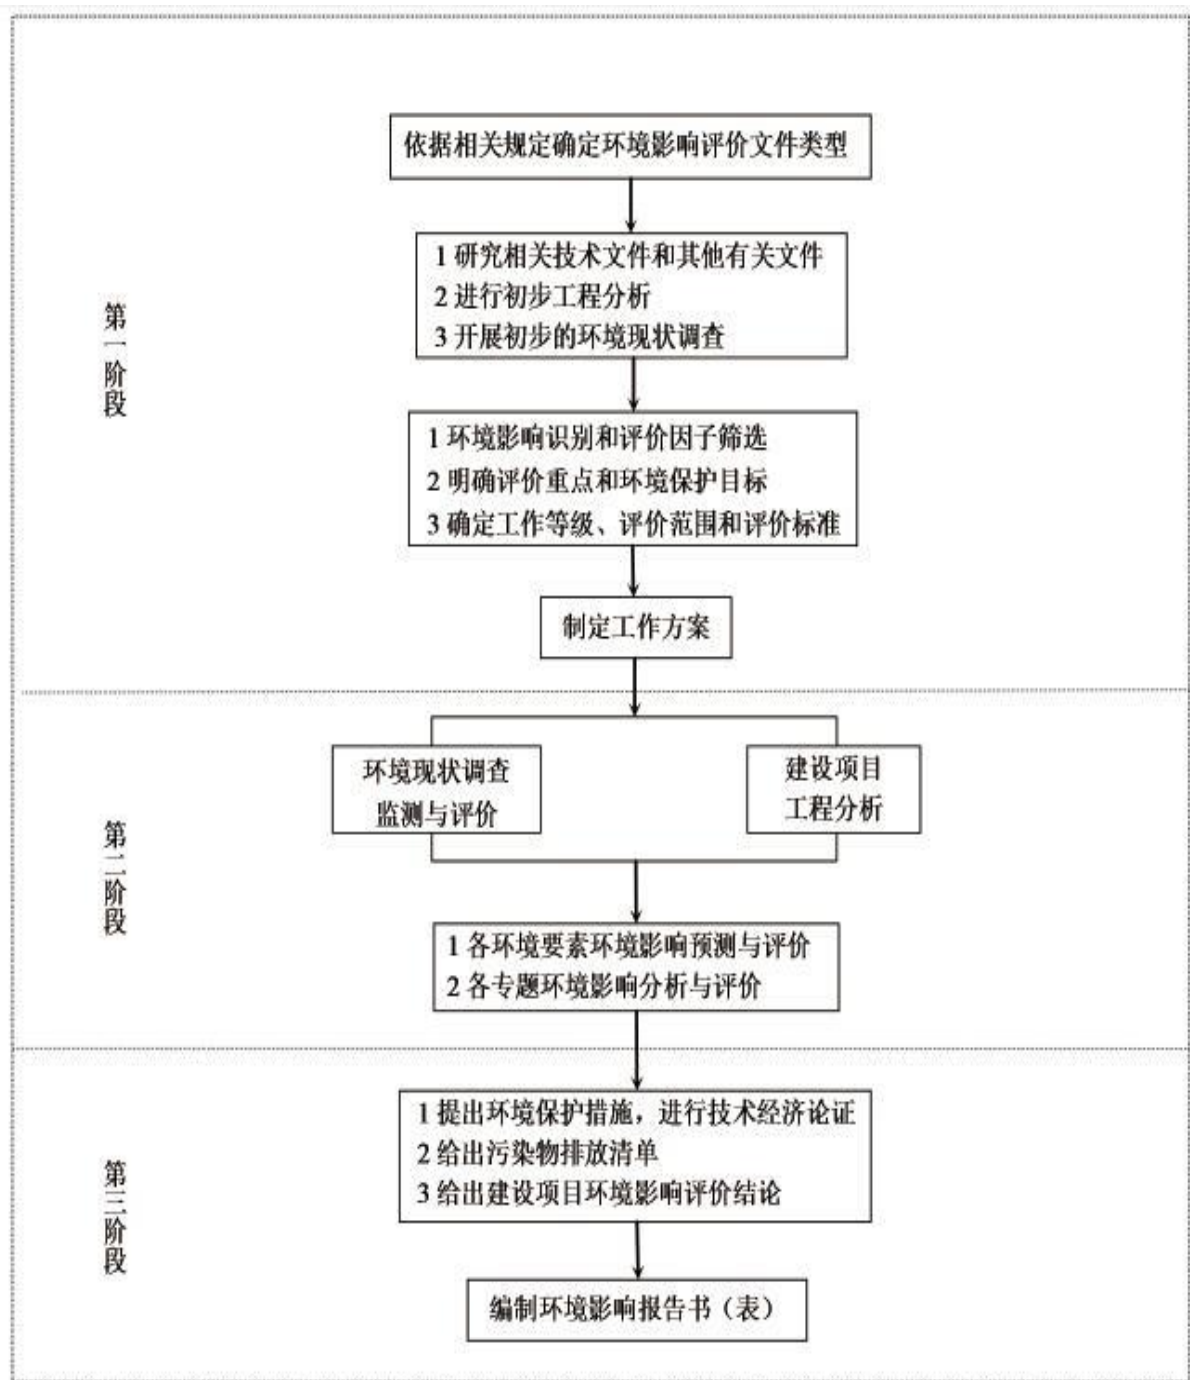 依据相关规定确定环境影响评价文件类型
1 研究相关技术文件和其他有关文件
2 进行初步工程分析
3 开展初步的环境现状调查
第一阶段
1 环境影响识别和评价因子筛选
2 明确评价重点和环境保护目标
3 确定工作等级、评价范围和评价标准
制定工作方案
环境现状调查
监测与评价
建设项目
工程分析
第二阶段
1 各环境要素环境影响预测与评价
2 各专题环境影响分析与评价
1 提出环境保护措施，进行技术经济论证
2 给出污染物排放清单
3 给出建设项目环境影响评价结论
第三阶段
编制环境影响报告书（表）